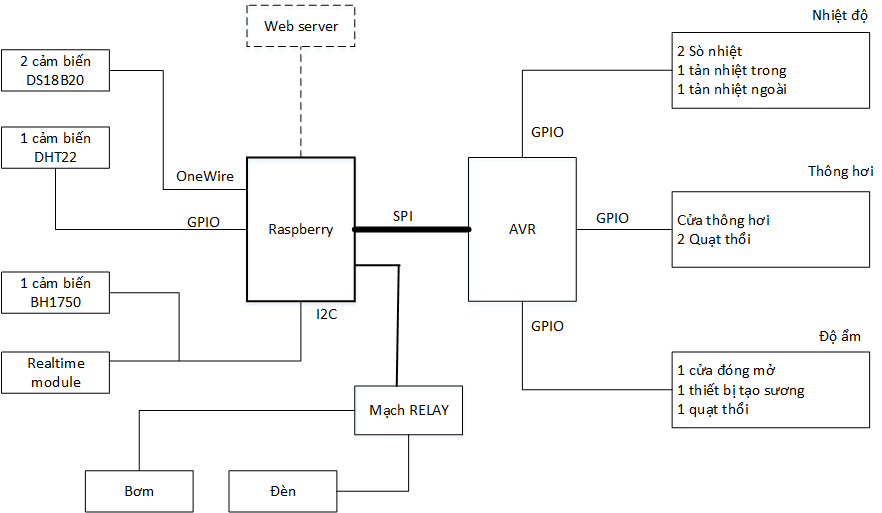 Web server
Nhiệt độ
2 cảm biến
DS18B20
2 Sò nhiệt
1 tản nhiệt trong
1 tản nhiệt ngoài
1 cảm biến
DHT22
GPIO
OneWire
Thông hơi
GPIO
Raspberry
SPI
AVR
GPIO
Cửa thông hơi
2 Quạt thổi
1 cảm biến
BH1750
I2C
GPIO
Độ ẩm
Realtime
module
1 cửa đóng mở
1 thiết bị tạo sương
1 quạt thổi
Mạch RELAY
Bơm
Đèn